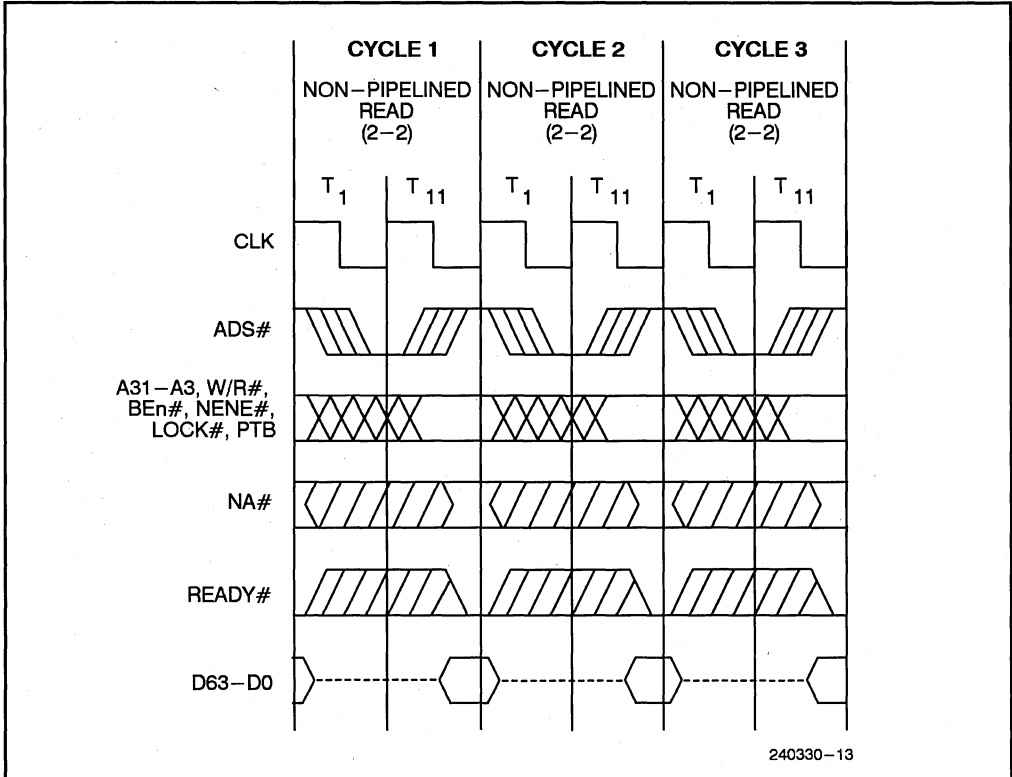 CYCLE 1 CYCLE 2 CYCLE 3
NON–PIPELINED NON–PIPELINED NON–PIPELINED
READ READ READ
(2–2) (2–2) (2–2)
T1 T11 T1 T11 T1 T11
CLK
ADS#
A31–A3, W/R#,
BEn#, NENE#,
LOCK#, PTB
NA#
READY#
D63–D0
240330–13